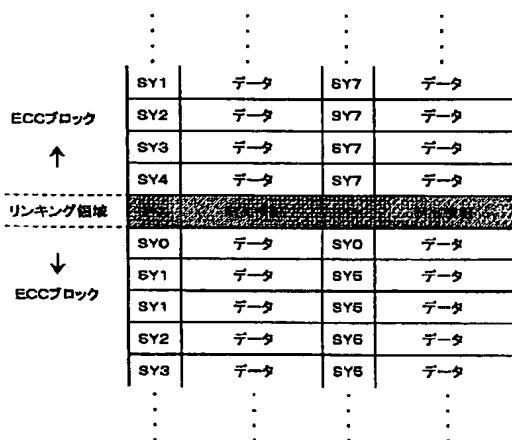 SY1 データ SY7 データ
SY2 データ SY7 データ
ECCブロック
SY3 データ SY7 データ
↑
SY4 データ SY7 データ
リンキング領域
SY0 データ SY0 データ
↓
SY1 データ SY5 データ
ECCブロック
SY1 データ SY5 データ
SY2 データ SY5 データ
SY3 データ SY5 データ